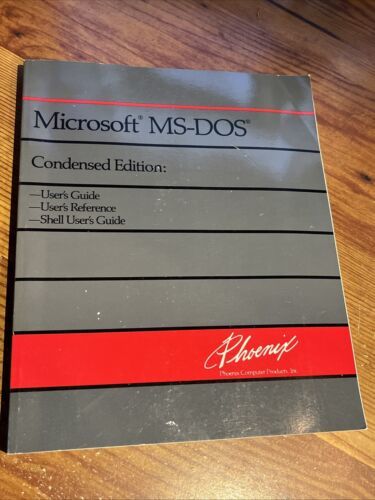 Microsoft® MS-DOS®
Condensed Edition:
—User's Guide
—User's Reference
—Shell User's Guide
Phoenix
Phoenix Computer Products, Inc.